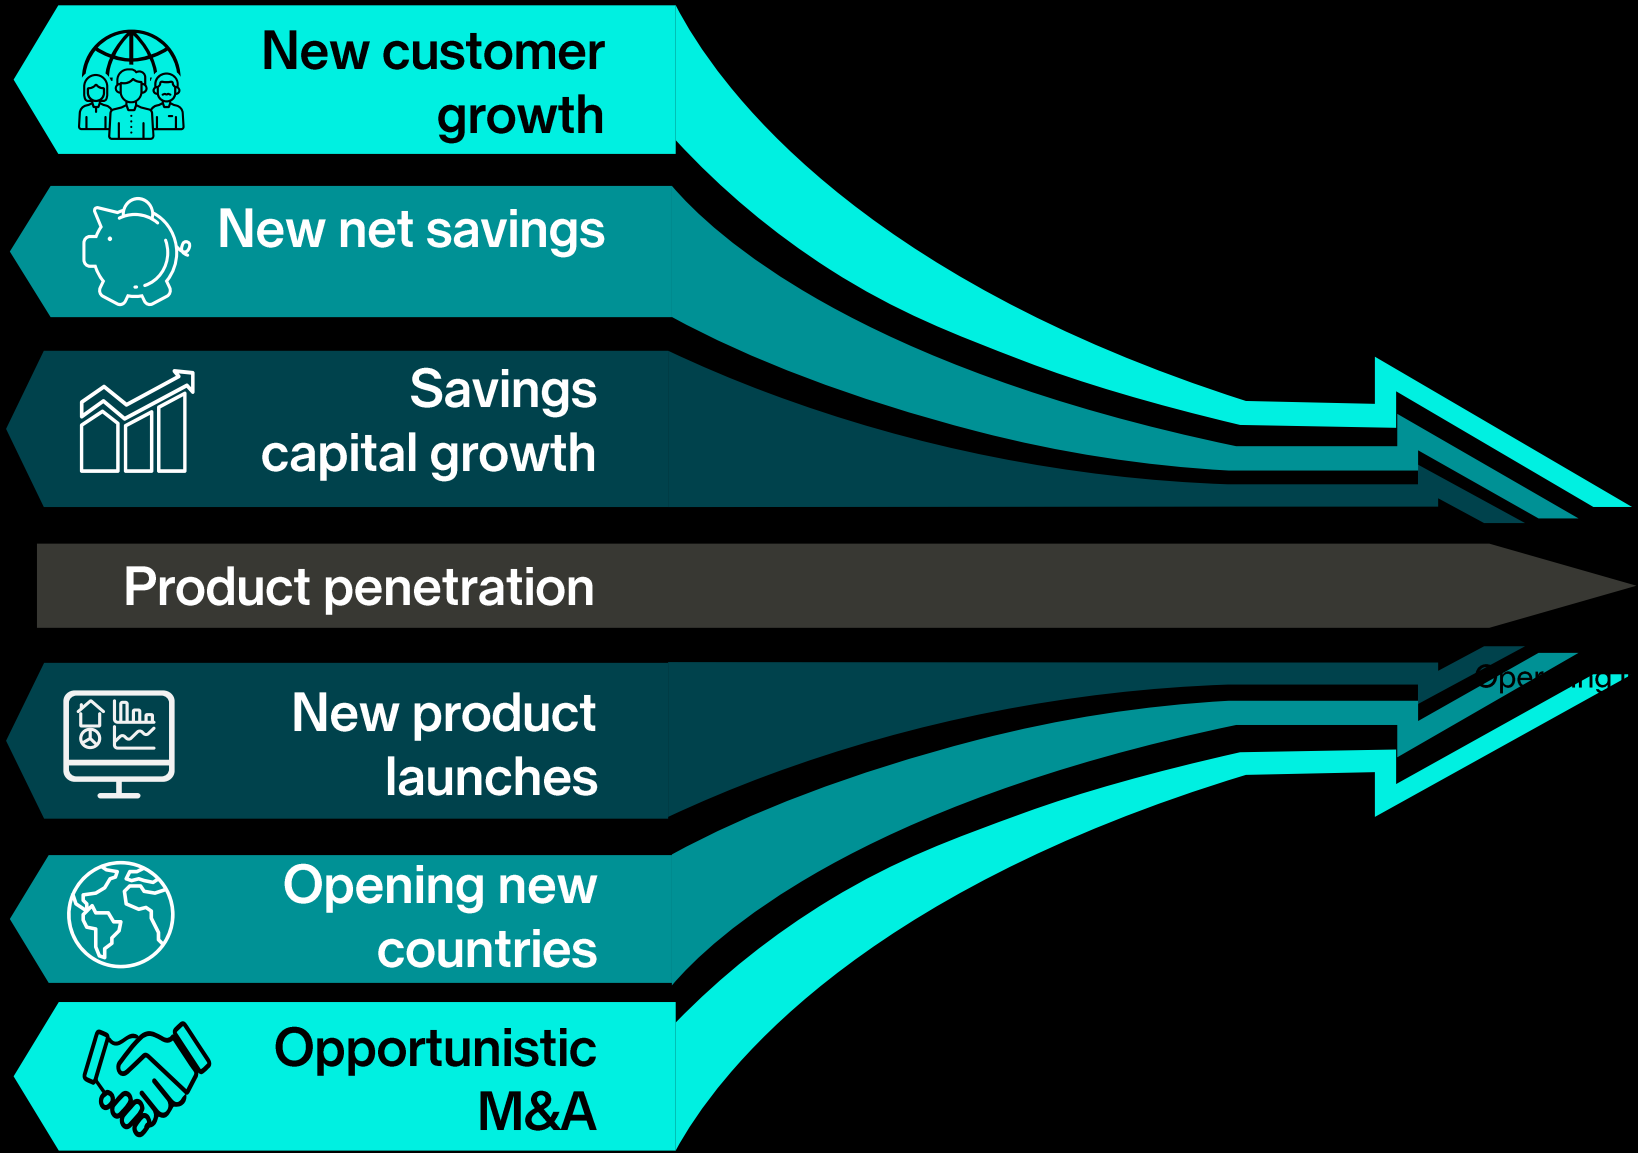 New customer
growth
New net savings
Savings
capital growth
Product penetration
New product
launches
Opening new
countries
Opportunistic
M&A